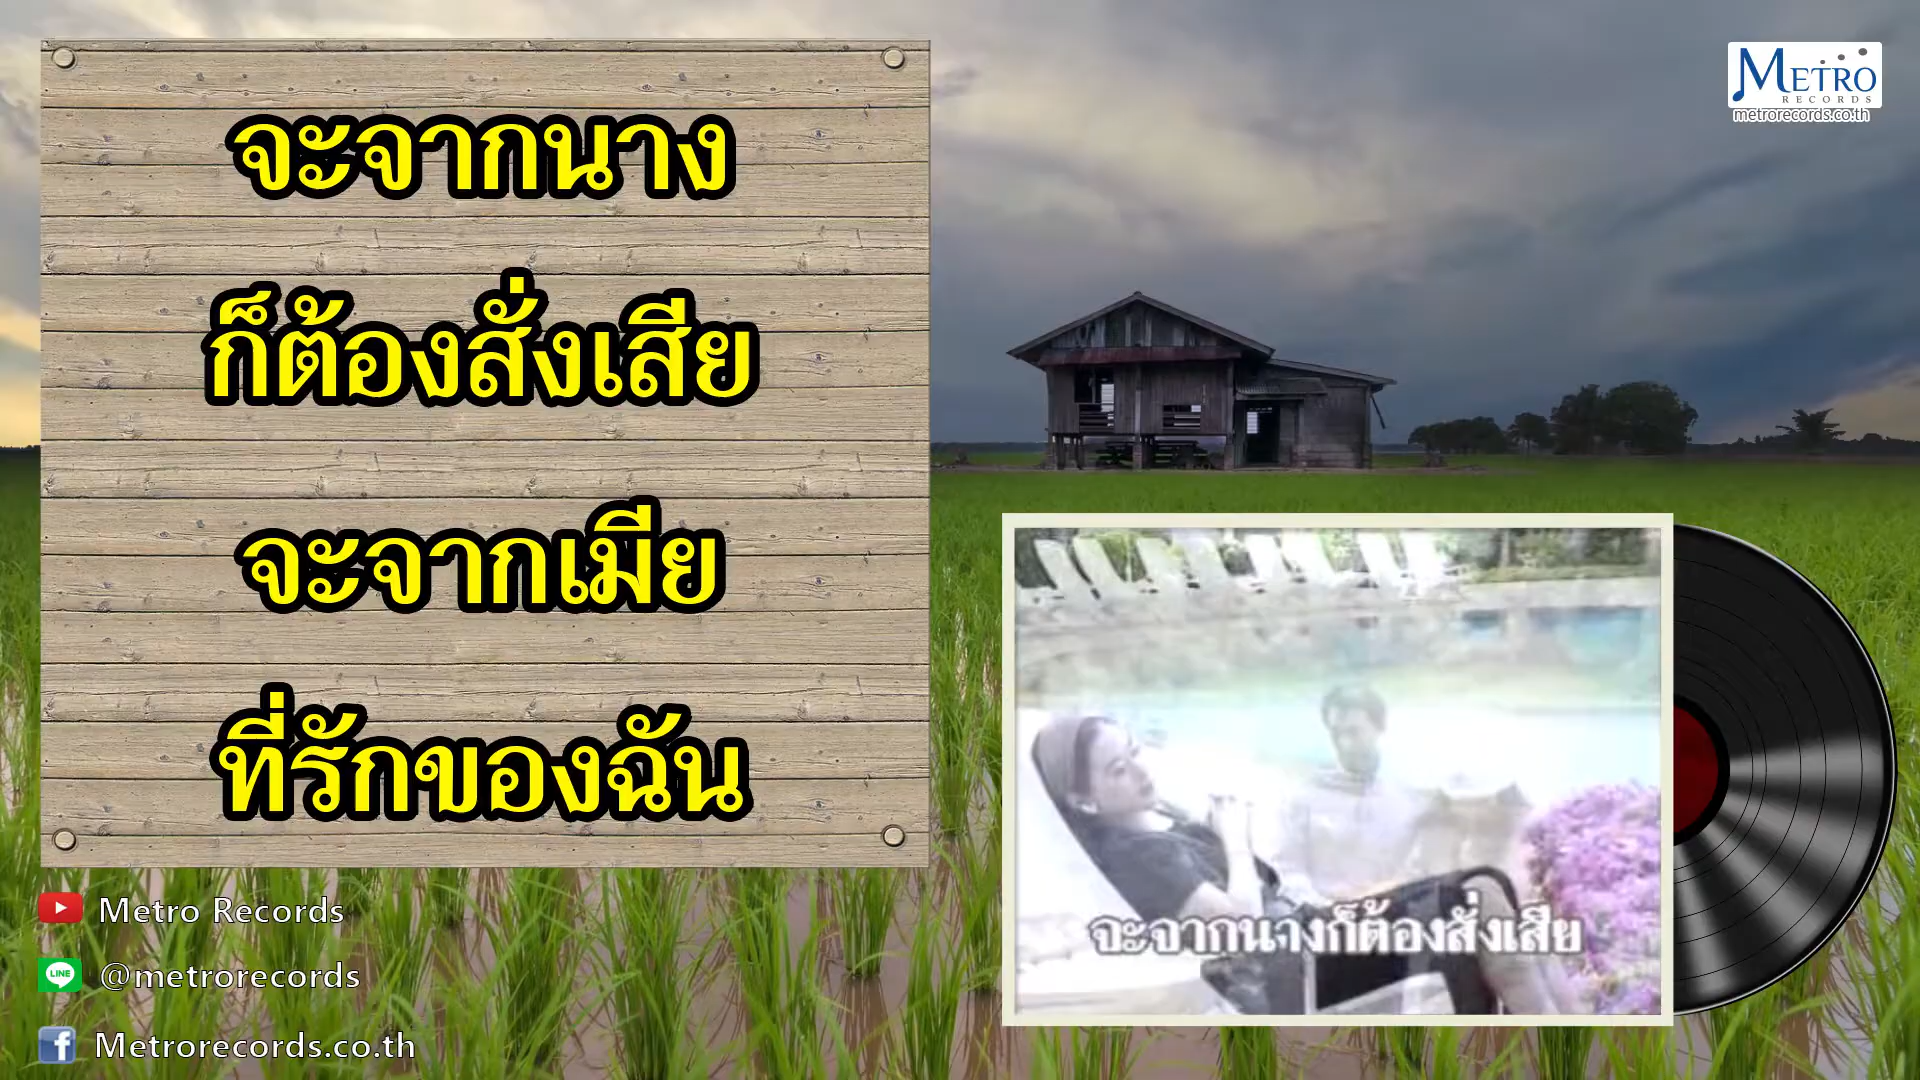 จะจากนาง
ก็ต้องสั่งเสีย
จะจากเมีย
ที่รักของฉัน
METRO
RECORDS
metrorecords.co.th
จะจากนางก็ต้องสั่งเสีย
Metro Records
LINE
@metrorecords
f
Metrorecords.co.th